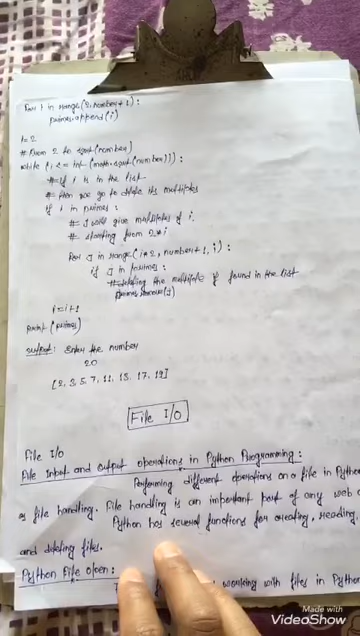 for i in range(2, number+1):
primes.append(i)
i=2
# From 2 to sqrt(number)
while (i<=int(math.sqrt(number))):
# If i is in the list
# then we go to delete its multiples
if i in primes:
# I will give multiples of i,
# starting from 2*i
for J in range(i*2, number+1, i):
if J in primes:
# deleting the multiple if found in the list
primes.remove(J)
i=i+1
print (primes)
output: Enter the number
20
[2, 3, 5, 7, 11, 13, 17, 19]
File I/O
File I/O
File Input and output operations in Python Programming:
Performing different operations on a file in Python
file handling. File handling is an important part of any web
Python has several functions for creating, reading,
and deleting files.
Python File open:
working with files in Python
Made with
VideoShow